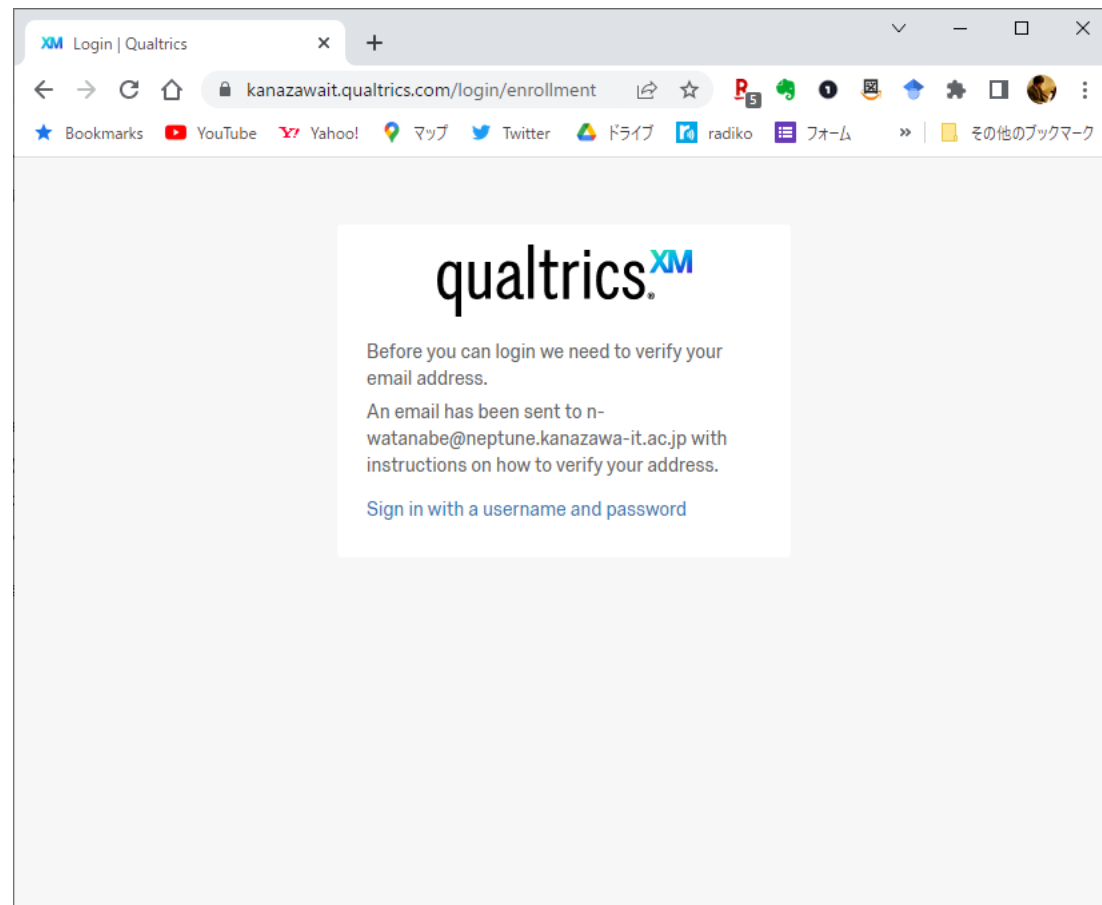 XM Login | Qualtrics
kanazawait.qualtrics.com/login/enrollment
5
1
Bookmarks YouTube Y! Yahoo! マップ Twitter ドライブ radiko フォーム » その他のブックマーク
qualtrics.XM
Before you can login we need to verify your
email address.
An email has been sent to n-
watanabe@neptune.kanazawa-it.ac.jp with
instructions on how to verify your address.
Sign in with a username and password